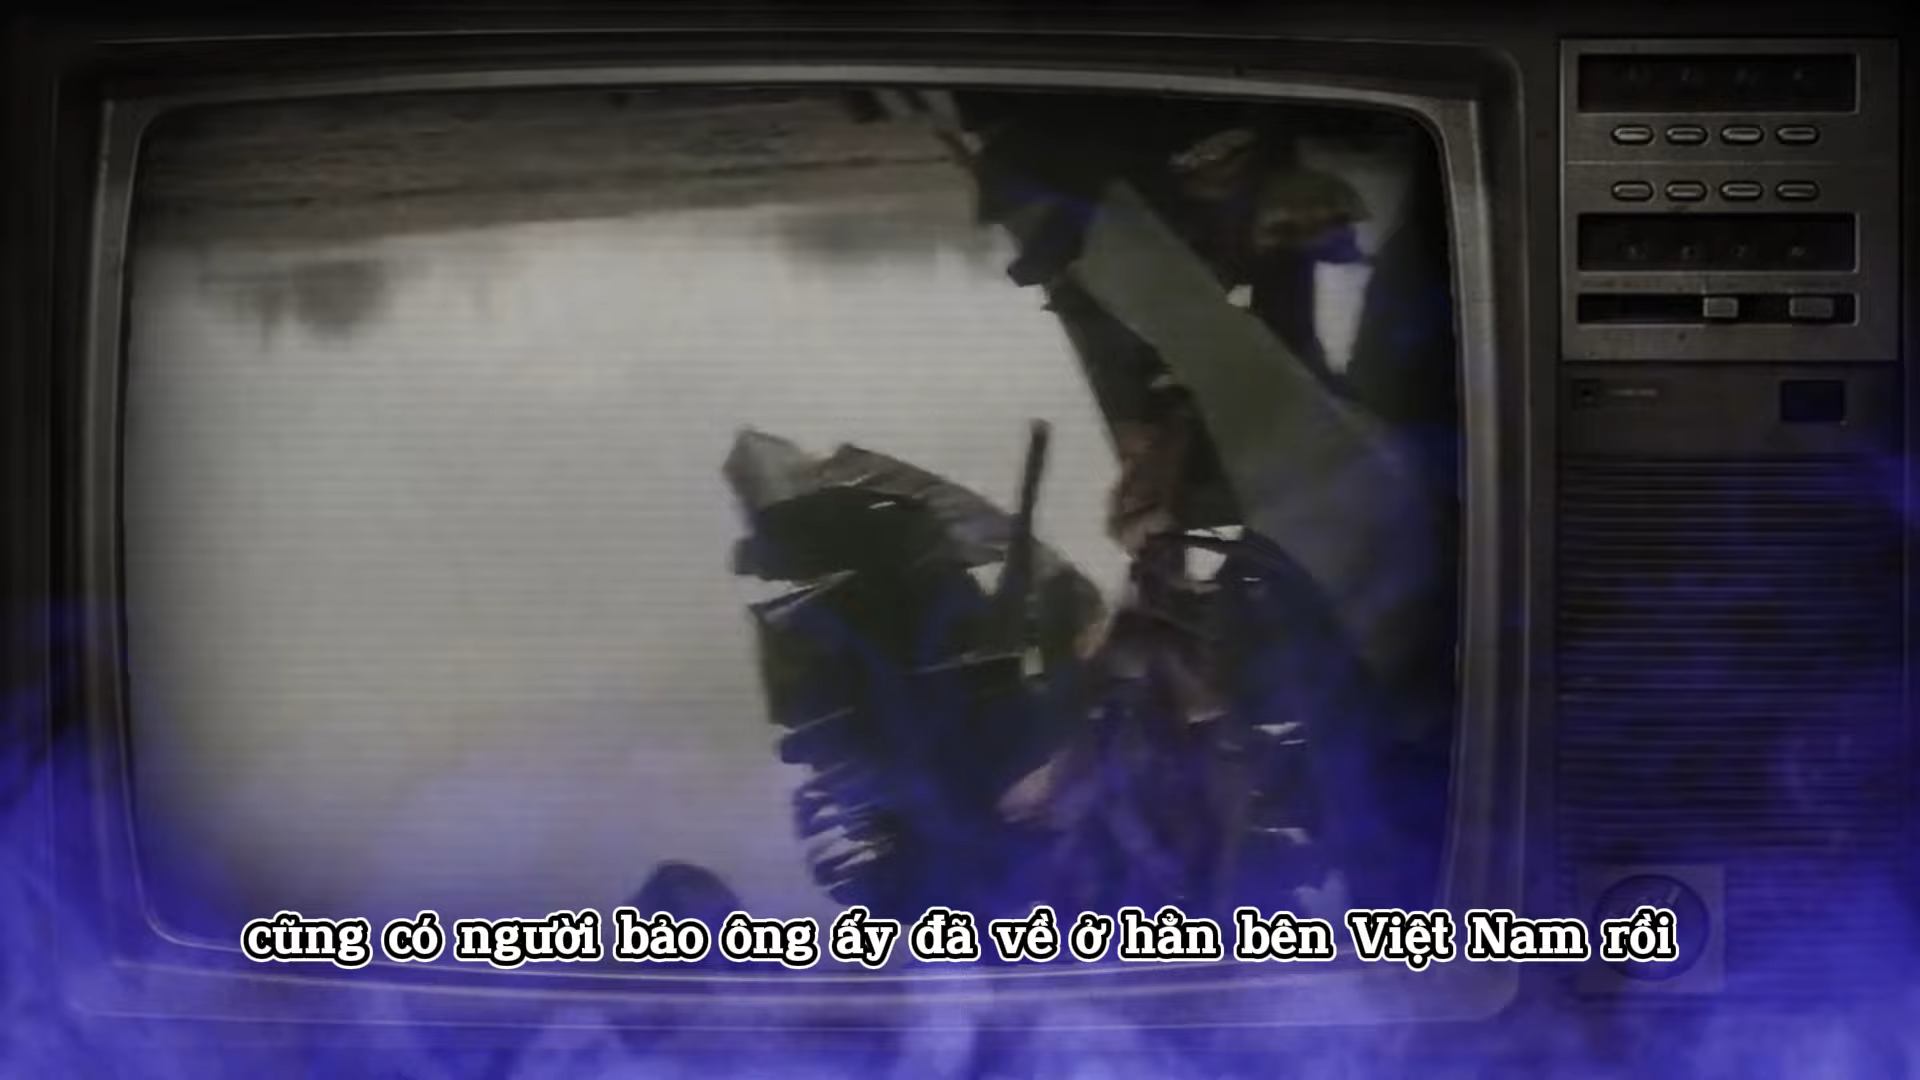 cũng có người bảo ông ấy đã về ở hẳn bên Việt Nam rồi